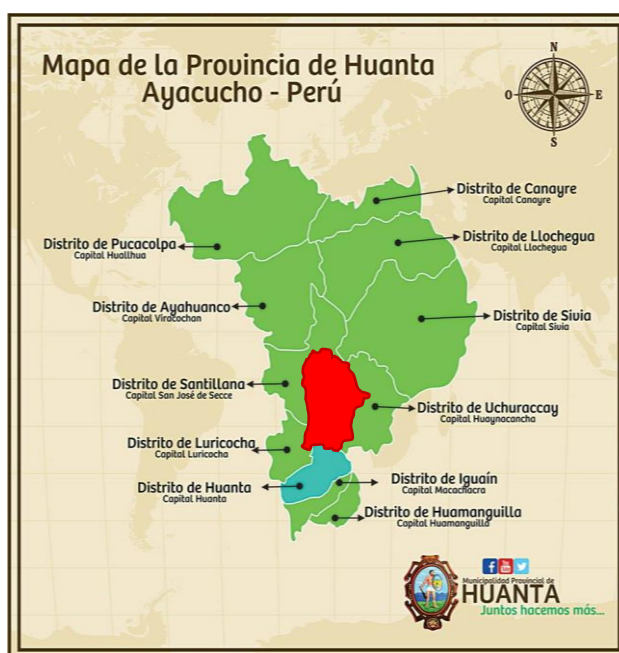 Mapa de la Provincia de Huanta
Ayacucho - Perú
N
O
E
S
Distrito de Canayre
Capital Canayre
Distrito de Llochegua
Capital Llochegua
Distrito de Pucacolpa
Capital Huallhua
Distrito de Ayahuanco
Capital Viracochan
Distrito de Sivia
Capital Sivia
Distrito de Santillana
Capital San José de Secce
Distrito de Uchuraccay
Capital Huaynacancha
Distrito de Luricocha
Capital Luricocha
Distrito de Huanta
Capital Huanta
Distrito de Iguaín
Capital Macachacra
Distrito de Huamanguilla
Capital Huamanguilla
Municipalidad Provincial de
HUANTA
Juntos hacemos más...